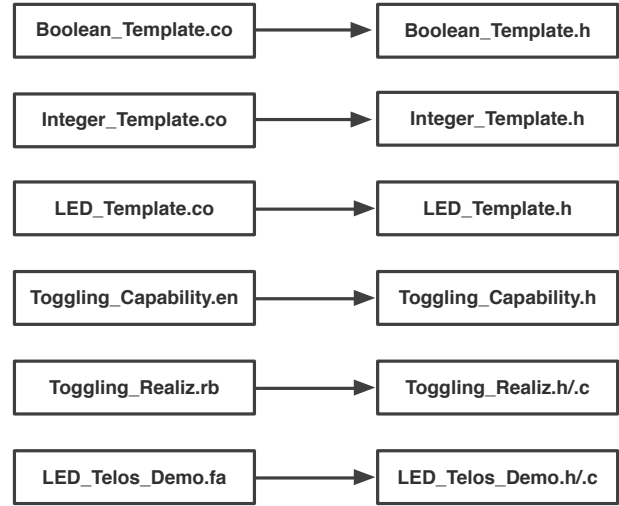 Boolean_Template.co
Boolean_Template.h
Integer_Template.co
Integer_Template.h
LED_Template.co
LED_Template.h
Toggling_Capability.en
Toggling_Capability.h
Toggling_Realiz.rb
Toggling_Realiz.h/.c
LED_Telos_Demo.fa
LED_Telos_Demo.h/.c